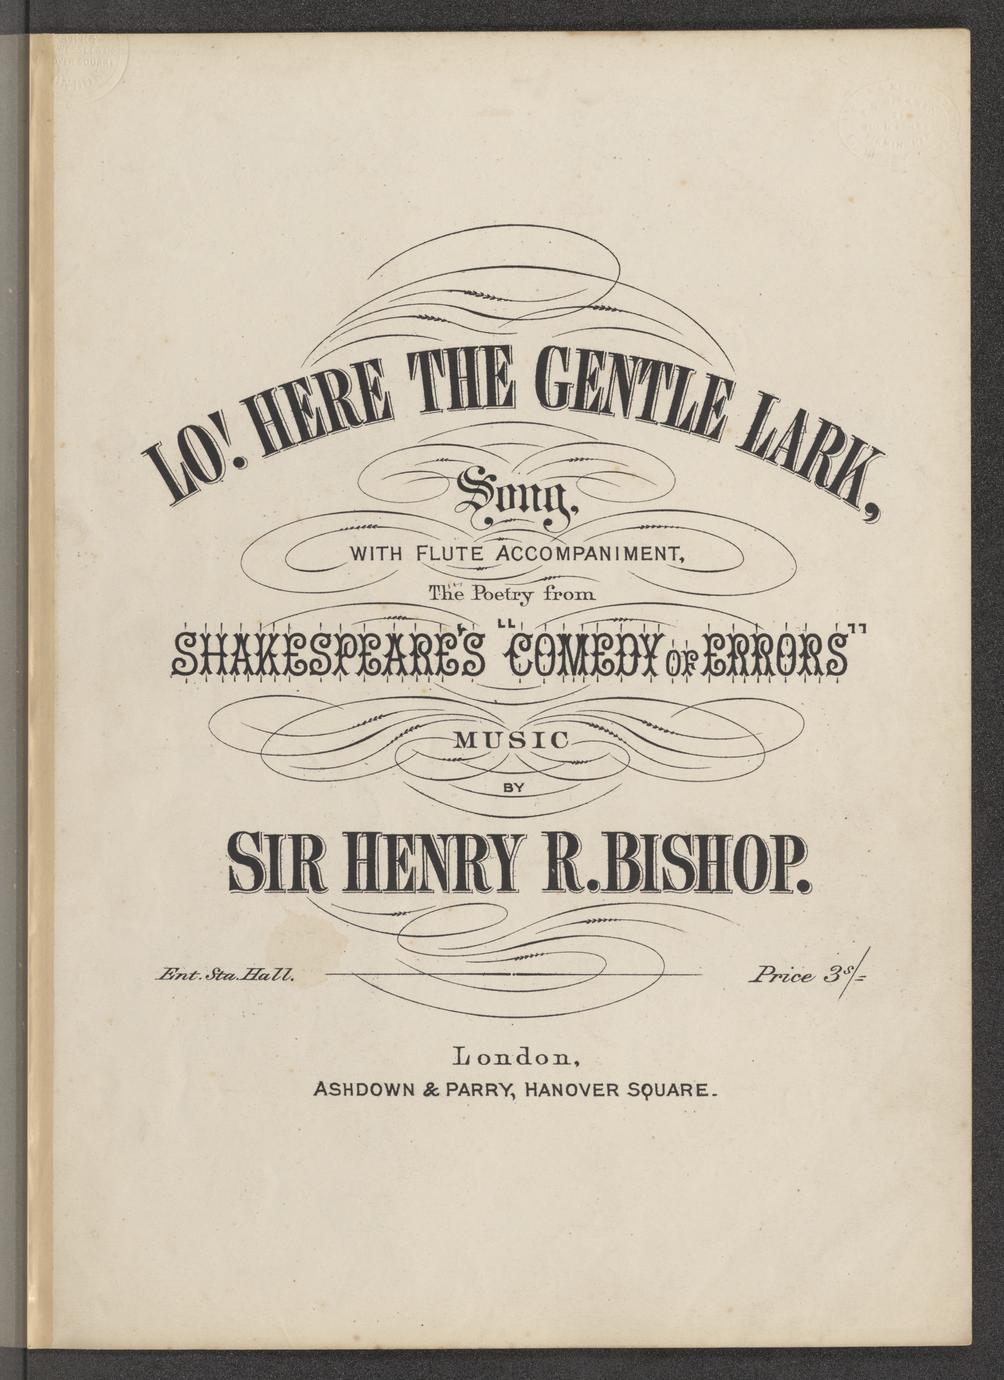 LO! HERE THE GENTLE LARK,
Song,
WITH FLUTE ACCOMPANIMENT,
The Poetry from
SHAKESPEARE'S "COMEDY OF ERRORS"
MUSIC
BY
SIR HENRY R. BISHOP.
Ent. Sta. Hall.
Price 3s/=
London,
ASHDOWN & PARRY, HANOVER SQUARE.